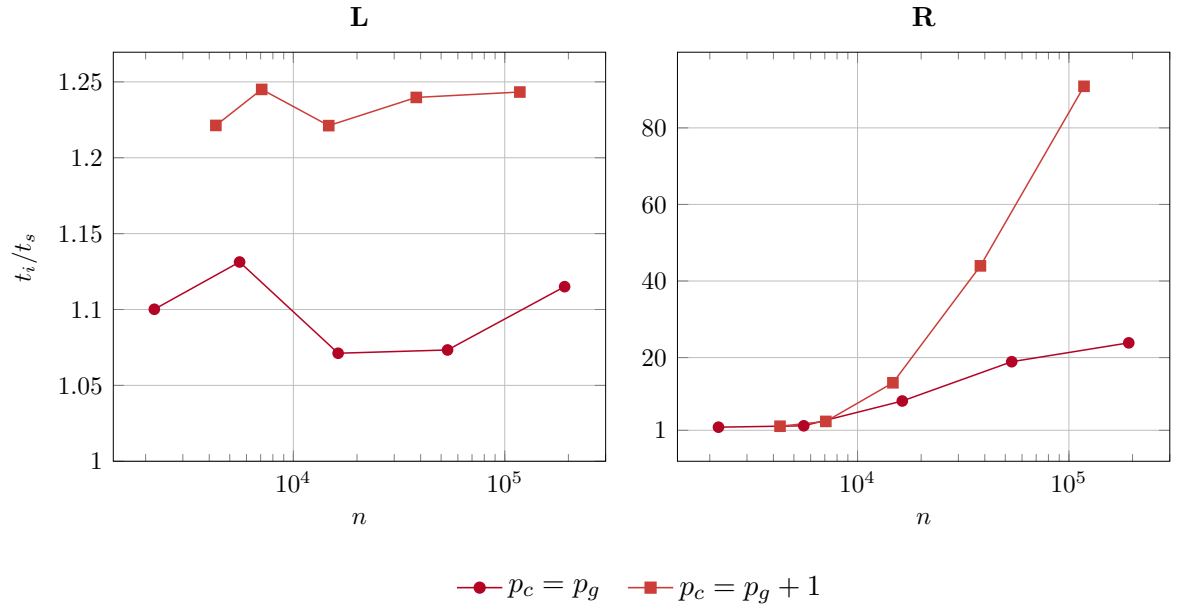 L
R
t_i/t_s
1.25
1.2
1.15
1.1
1.05
1
10^4
10^5
n
80
60
40
20
1
10^4
10^5
n
p_c = p_g
p_c = p_g + 1